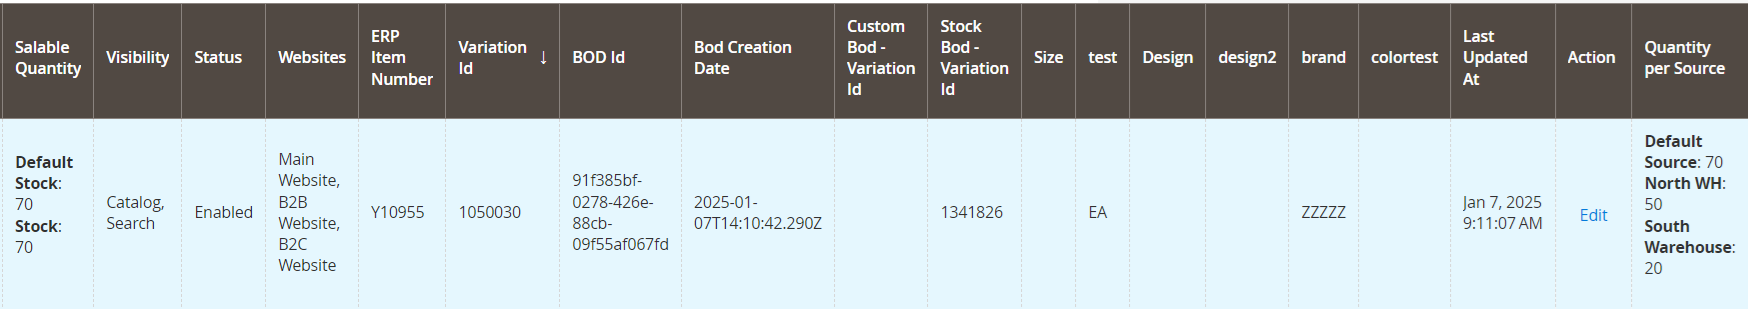 Salable
Quantity
Visibility
Status
Websites
ERP
Item
Number
Variation
Id ↓
BOD Id
Bod Creation
Date
Custom
Bod -
Variation
Id
Stock
Bod -
Variation
Id
Size
test
Design
design2
brand
colortest
Last
Updated
At
Action
Quantity
per Source
Default
Stock:
70
Stock:
70
Catalog,
Search
Enabled
Main
Website,
B2B
Website,
B2C
Website
Y10955
1050030
91f385bf-
0278-426e-
88cb-
09f55af067fd
2025-01-
07T14:10:42.290Z
1341826
EA
ZZZZZ
Jan 7, 2025
9:11:07 AM
Edit
Default
Source: 70
North WH:
50
South
Warehouse:
20